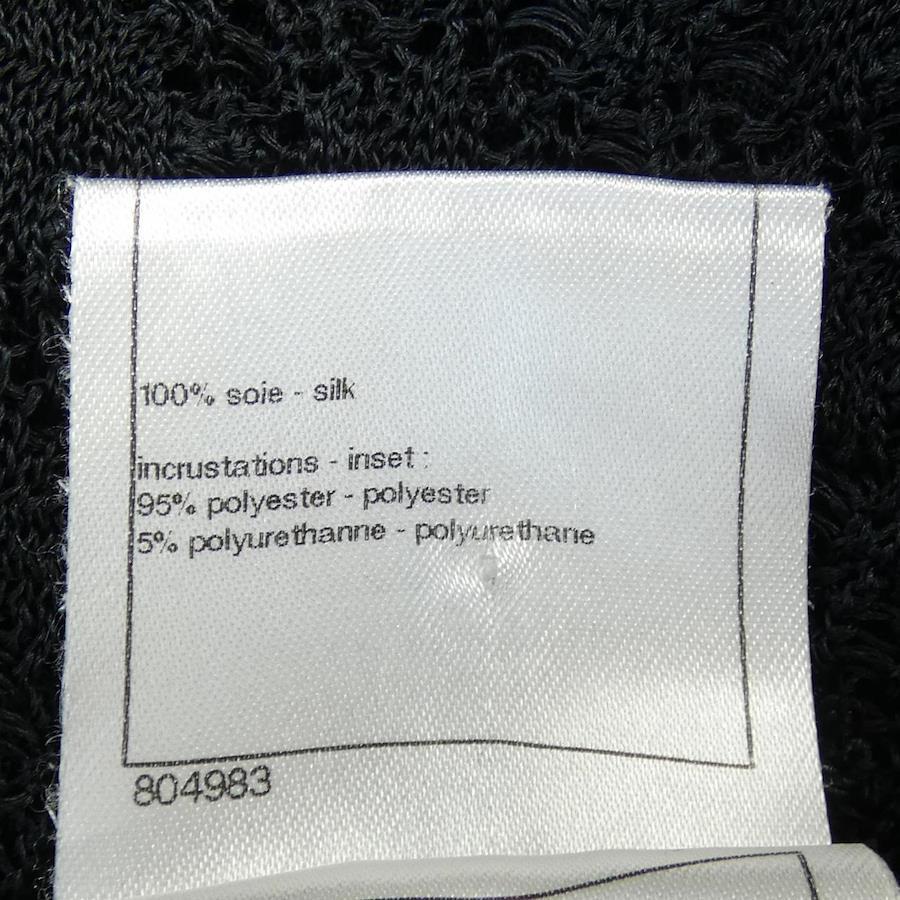 100% soie - silk
incrustations - inset :
95% polyester - polyester
5% polyurethanne - polyurethane
804983